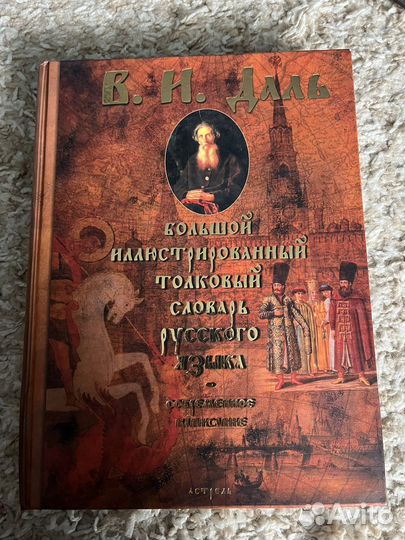 В. И. Даль
Большой
иллюстрированный
толковый
словарь
русского
языка
современное
написание
Астрель
Avito